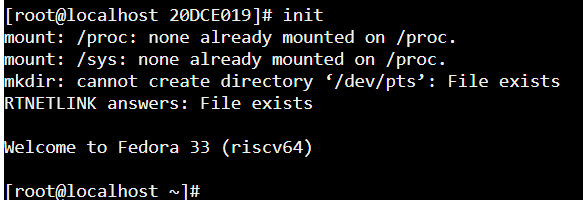 [root@localhost 20DCE019]# init
mount: /proc: none already mounted on /proc.
mount: /sys: none already mounted on /proc.
mkdir: cannot create directory ‘/dev/pts’: File exists
RTNETLINK answers: File exists
Welcome to Fedora 33 (riscv64)
[root@localhost ~]#